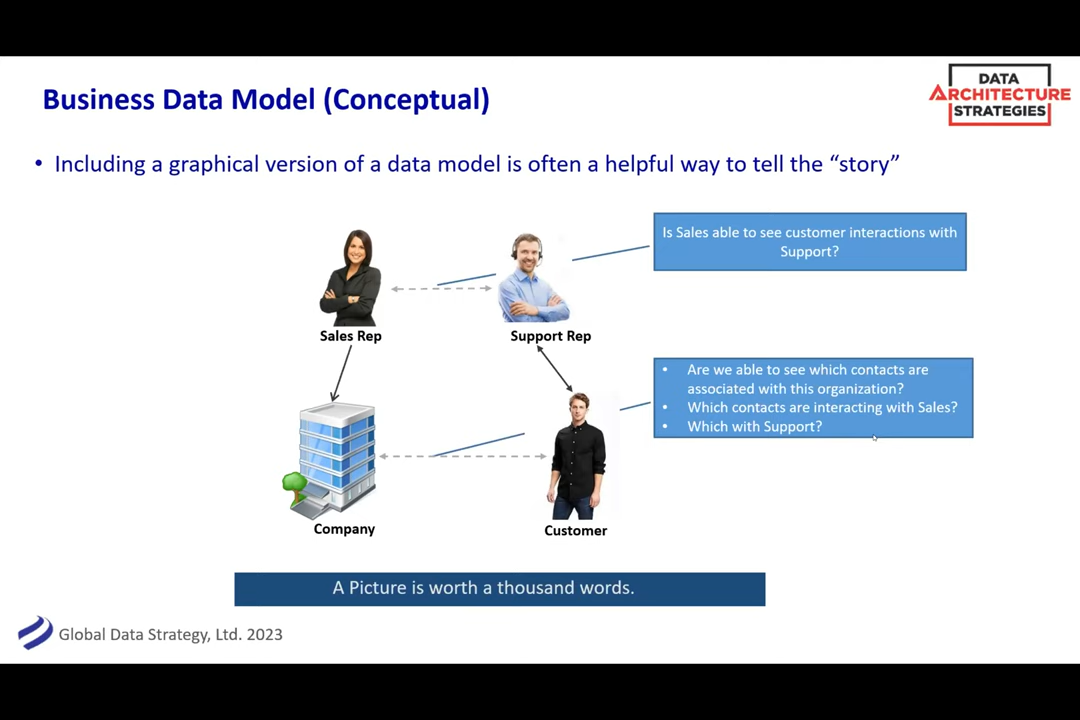 Business Data Model (Conceptual)
DATA
ARCHITECTURE
STRATEGIES
• Including a graphical version of a data model is often a helpful way to tell the “story”
Is Sales able to see customer interactions with
Support?
Sales Rep
Support Rep
• Are we able to see which contacts are
associated with this organization?
• Which contacts are interacting with Sales?
• Which with Support?
Company
Customer
A Picture is worth a thousand words.
Global Data Strategy, Ltd. 2023